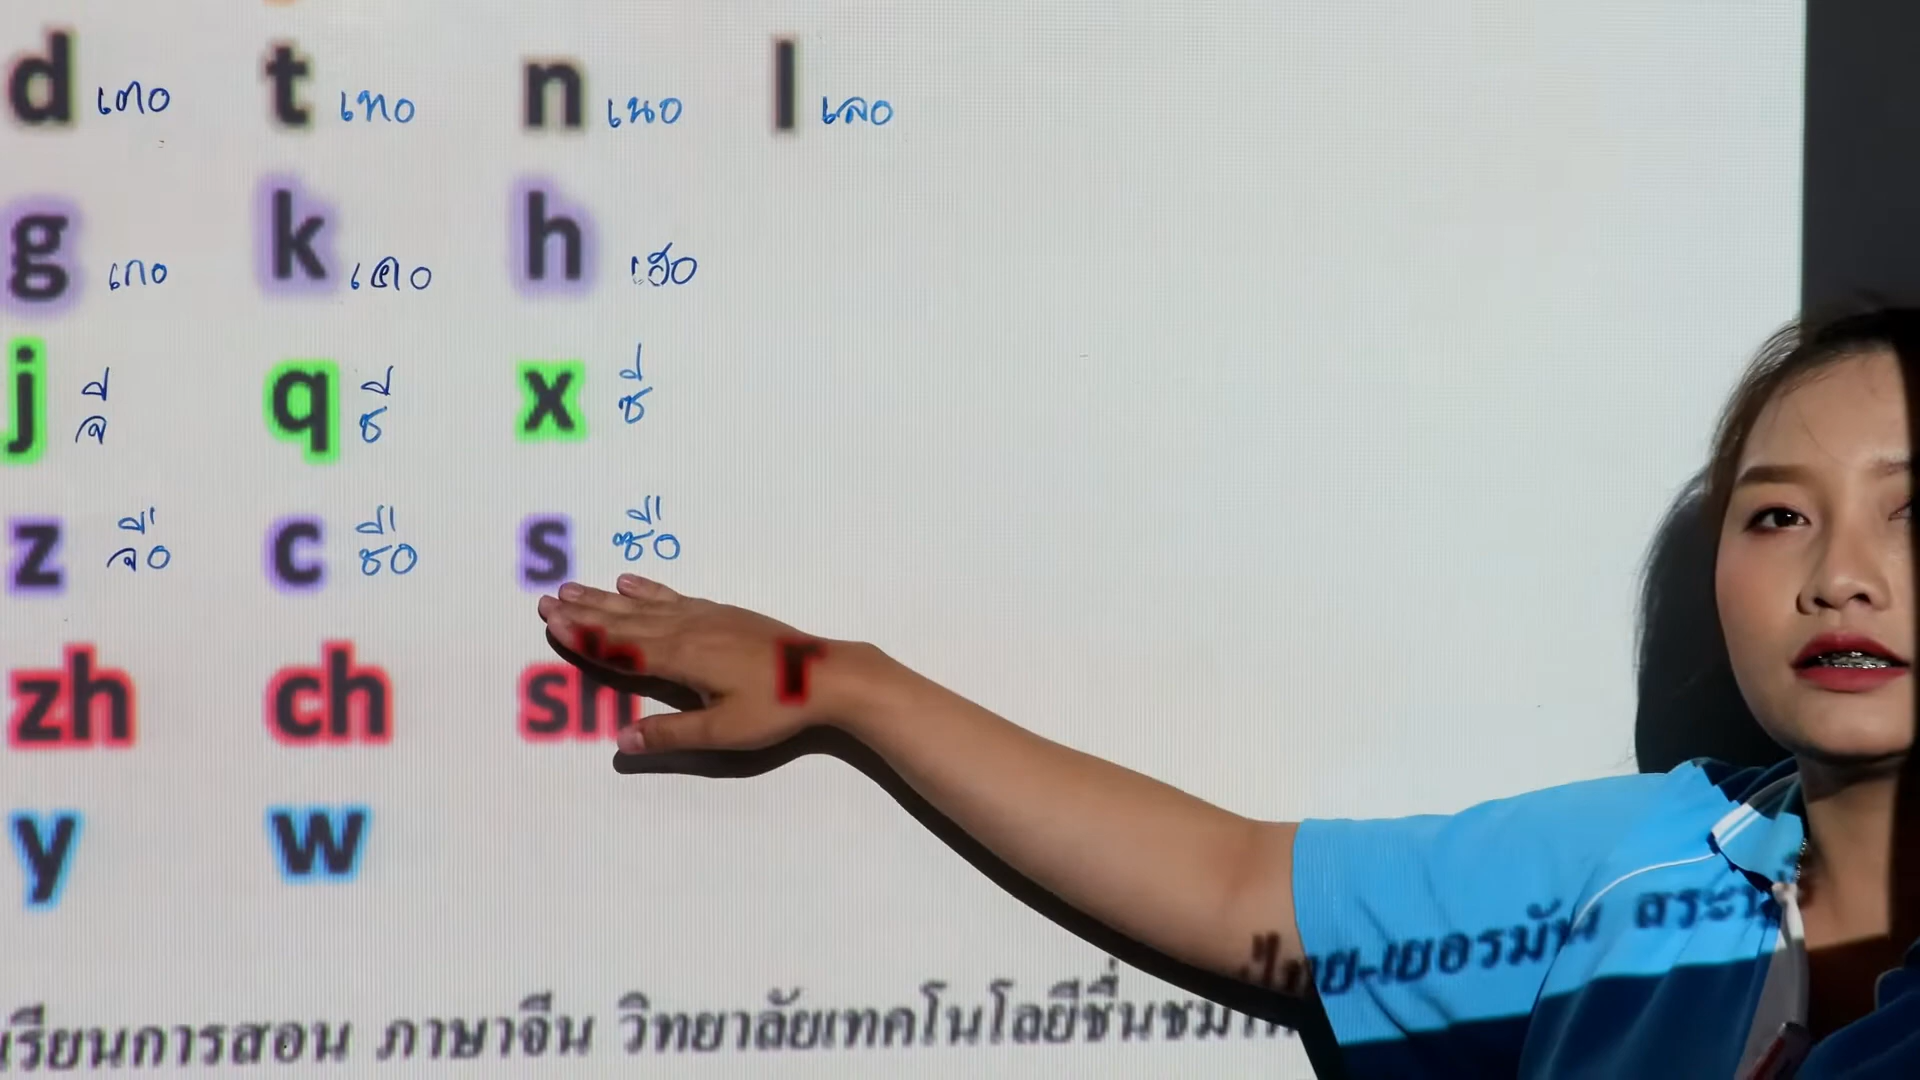 d เตอ t เทอ n เนอ l เลอ
g เกอ k เคอ h เฮอ
j จี q ชี x ซี
z จื่อ c ชื่อ s ซื่อ
zh ch sh r
y w
เรียนการสอน ภาษาจีน วิทยาลัยเทคโนโลยีชื่นชม ไทย-เยอรมัน